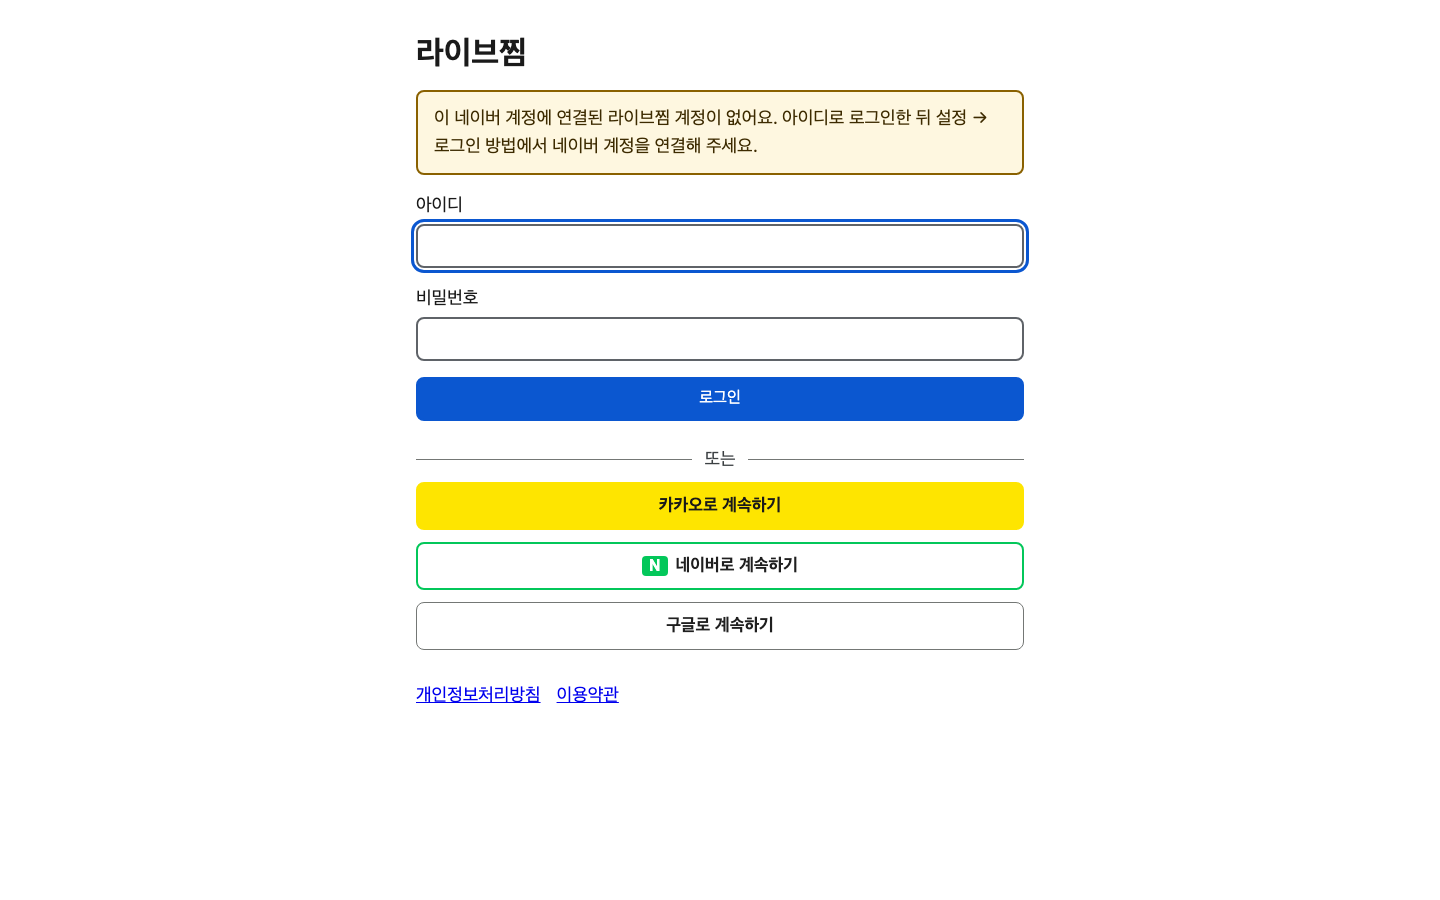 라이브찜
이 네이버 계정에 연결된 라이브찜 계정이 없어요. 아이디로 로그인한 뒤 설정 →
로그인 방법에서 네이버 계정을 연결해 주세요.
아이디
비밀번호
로그인
또는
카카오로 계속하기
N 네이버로 계속하기
구글로 계속하기
개인정보처리방침 이용약관